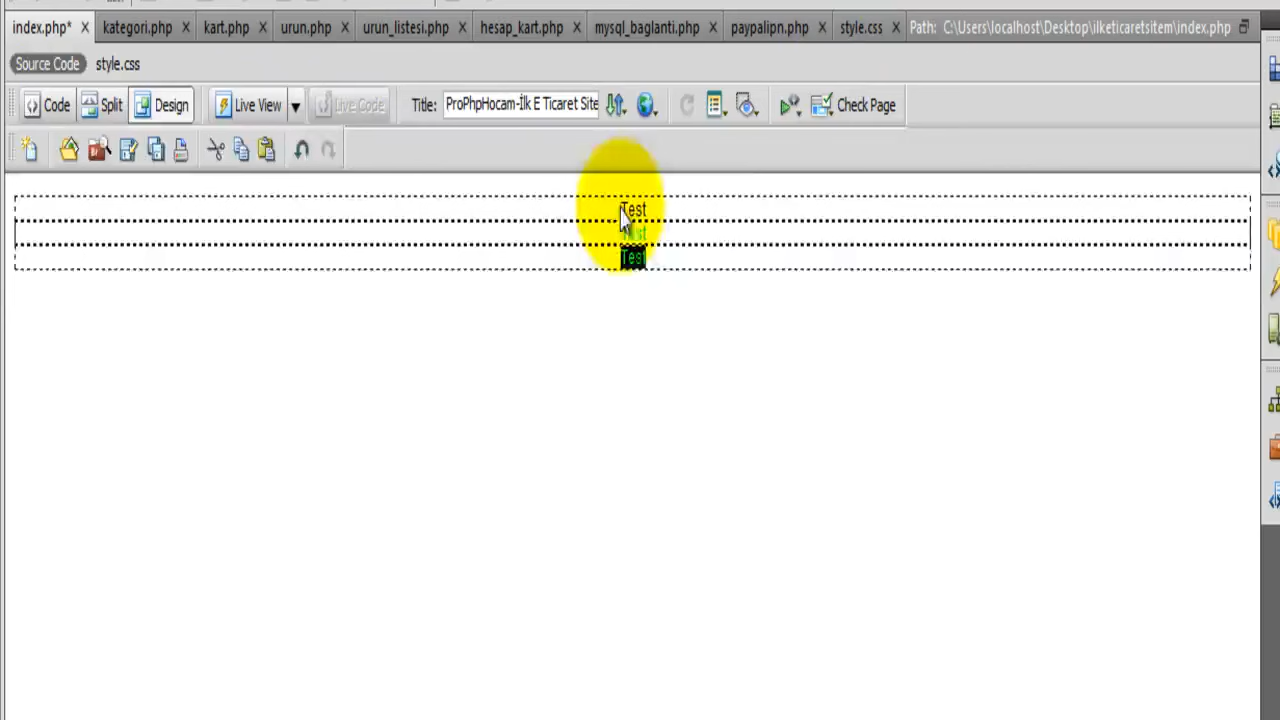 index.php* kategori.php kart.php urun.php urun_listesi.php hesap_kart.php mysql_baglanti.php paypalipn.php style.css Path: C:\Users\localhost\Desktop\ilketicaretsitem\index.php
Source Code style.css
Code Split Design Live View Live Code Title: ProPhpHocam-İlk E Ticaret Site Check Page
Test
Test
Test